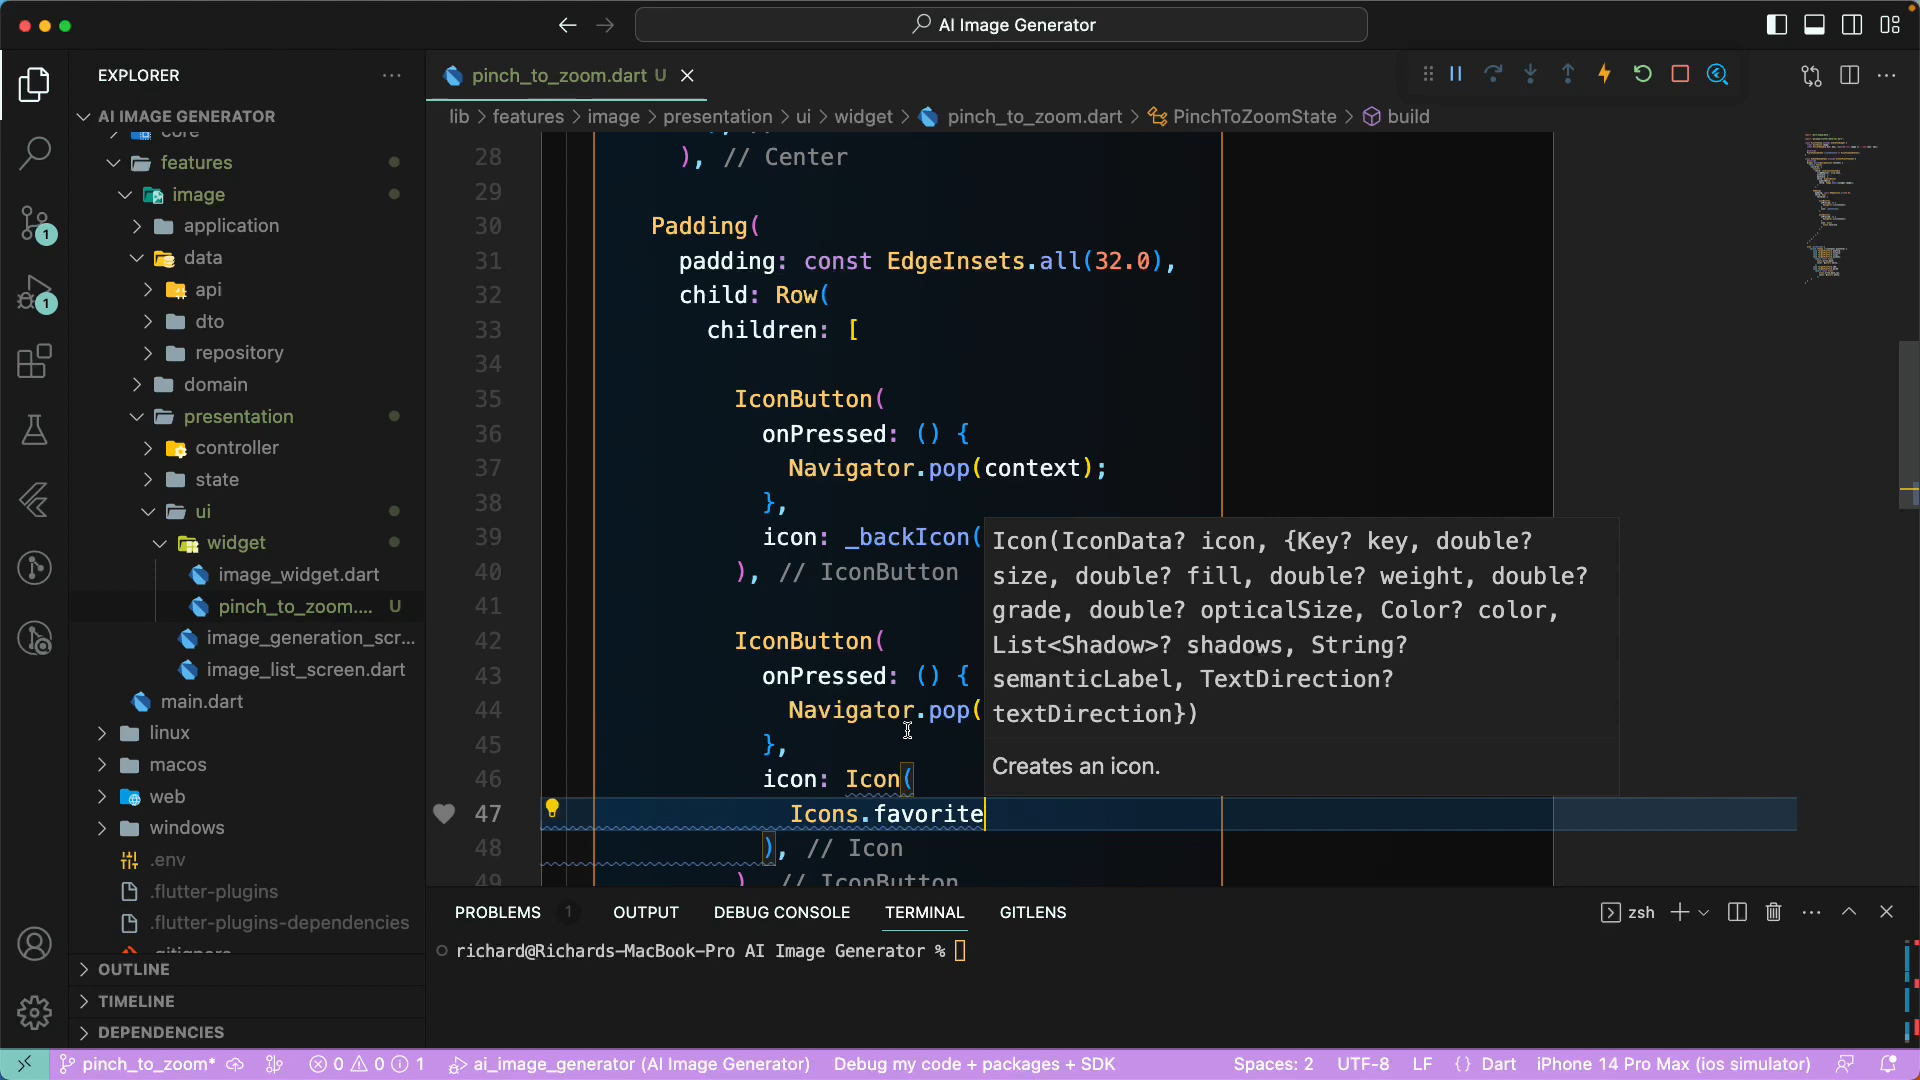 AI Image Generator
EXPLORER
AI IMAGE GENERATOR
core
features
image
application
data
api
dto
repository
domain
presentation
controller
state
ui
widget
image_widget.dart
pinch_to_zoom.... U
image_generation_scr...
image_list_screen.dart
main.dart
linux
macos
web
windows
.env
.flutter-plugins
.flutter-plugins-dependencies
.gitignore
OUTLINE
TIMELINE
DEPENDENCIES
1
1
pinch_to_zoom.dart U
lib > features > image > presentation > ui > widget > pinch_to_zoom.dart > PinchToZoomState > build
28 ), // Center
29
30 Padding(
31 padding: const EdgeInsets.all(32.0),
32 child: Row(
33 children: [
34
35 IconButton(
36 onPressed: () {
37 Navigator.pop(context);
38 },
39 icon: _backIcon(
40 ), // IconButton
41
42 IconButton(
43 onPressed: () {
44 Navigator.pop(
45 },
46 icon: Icon(
47 Icons.favorite
48 ), // Icon
49 ) // IconButton
Icon(IconData? icon, {Key? key, double?
size, double? fill, double? weight, double?
grade, double? opticalSize, Color? color,
List<Shadow>? shadows, String?
semanticLabel, TextDirection?
textDirection})
Creates an icon.
PROBLEMS 1 OUTPUT DEBUG CONSOLE TERMINAL GITLENS
zsh
richard@Richards-MacBook-Pro AI Image Generator %
pinch_to_zoom* 0 0 1 ai_image_generator (AI Image Generator) Debug my code + packages + SDK Spaces: 2 UTF-8 LF {} Dart iPhone 14 Pro Max (ios simulator)